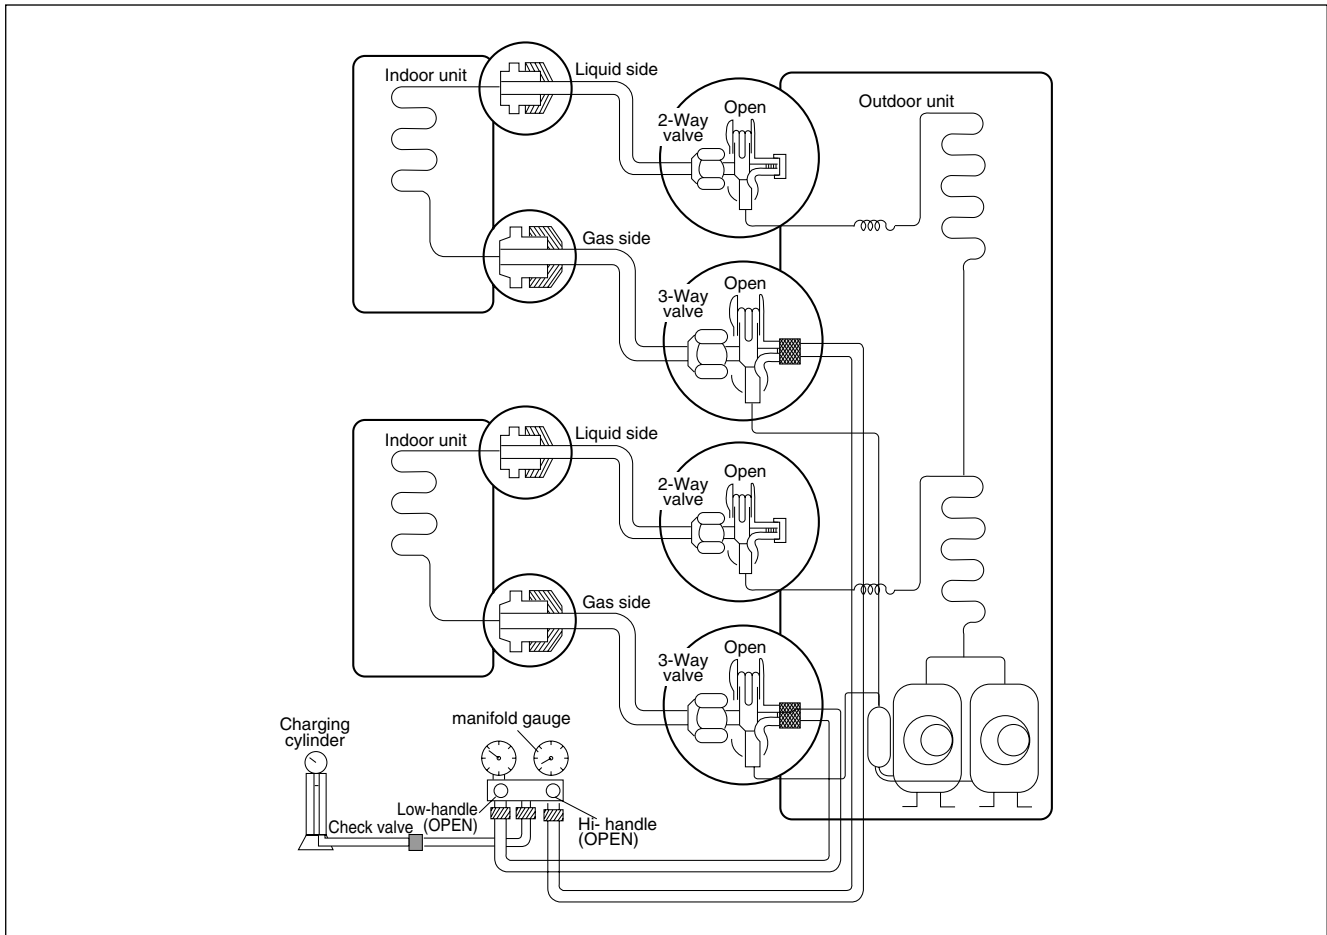 Indoor unit
Liquid side
2-Way
valve
Open
Outdoor unit
Gas side
3-Way
valve
Open
Indoor unit
Liquid side
2-Way
valve
Open
Gas side
3-Way
valve
Open
Charging
cylinder
manifold gauge
Low-handle
(OPEN)
Check valve
Hi- handle
(OPEN)